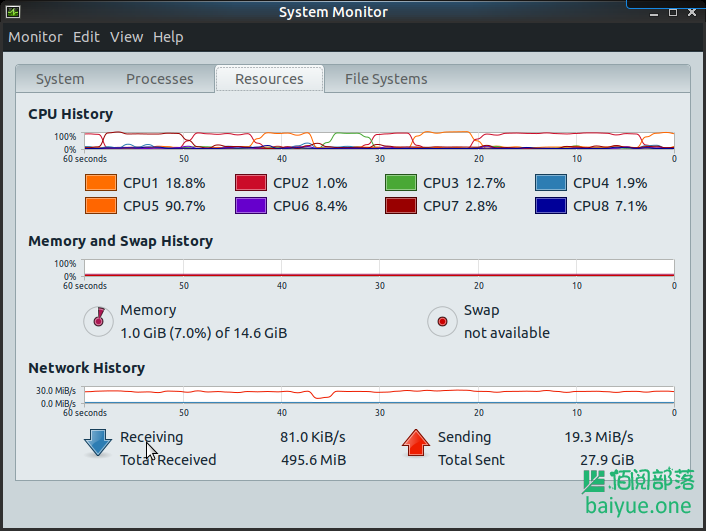 System Monitor
Monitor Edit View Help
System Processes Resources File Systems
CPU History
100%
0%
60 seconds 50 40 30 20 10 0
CPU1 18.8% CPU2 1.0% CPU3 12.7% CPU4 1.9%
CPU5 90.7% CPU6 8.4% CPU7 2.8% CPU8 7.1%
Memory and Swap History
100%
0%
60 seconds 50 40 30 20 10 0
Memory Swap
1.0 GiB (7.0%) of 14.6 GiB not available
Network History
30.0 MiB/s
0.0 MiB/s
60 seconds 50 40 30 20 10 0
Receiving 81.0 KiB/s Sending 19.3 MiB/s
Total Received 495.6 MiB Total Sent 27.9 GiB
佰阅部落
baiyue.one